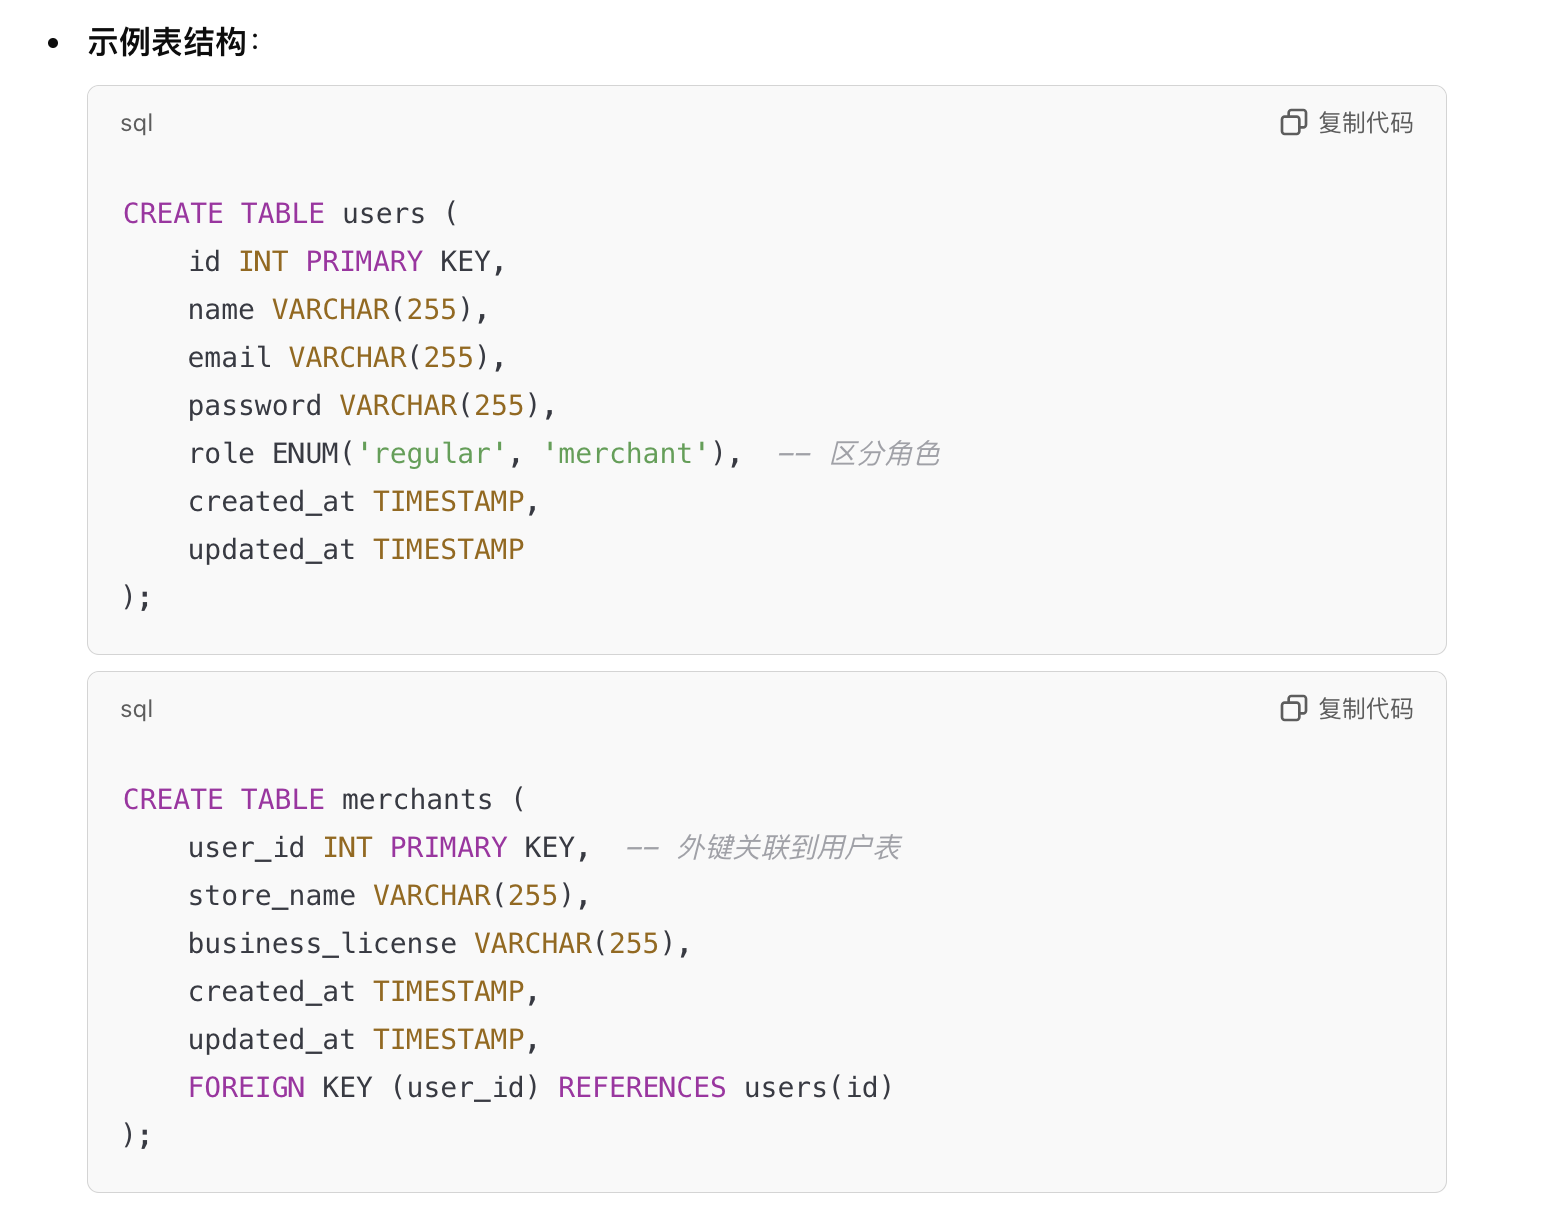 • 示例表结构:
sql
复制代码
CREATE TABLE users (
    id INT PRIMARY KEY,
    name VARCHAR(255),
    email VARCHAR(255),
    password VARCHAR(255),
    role ENUM('regular', 'merchant'),  -- 区分角色
    created_at TIMESTAMP,
    updated_at TIMESTAMP
);
sql
复制代码
CREATE TABLE merchants (
    user_id INT PRIMARY KEY,  -- 外键关联到用户表
    store_name VARCHAR(255),
    business_license VARCHAR(255),
    created_at TIMESTAMP,
    updated_at TIMESTAMP,
    FOREIGN KEY (user_id) REFERENCES users(id)
);